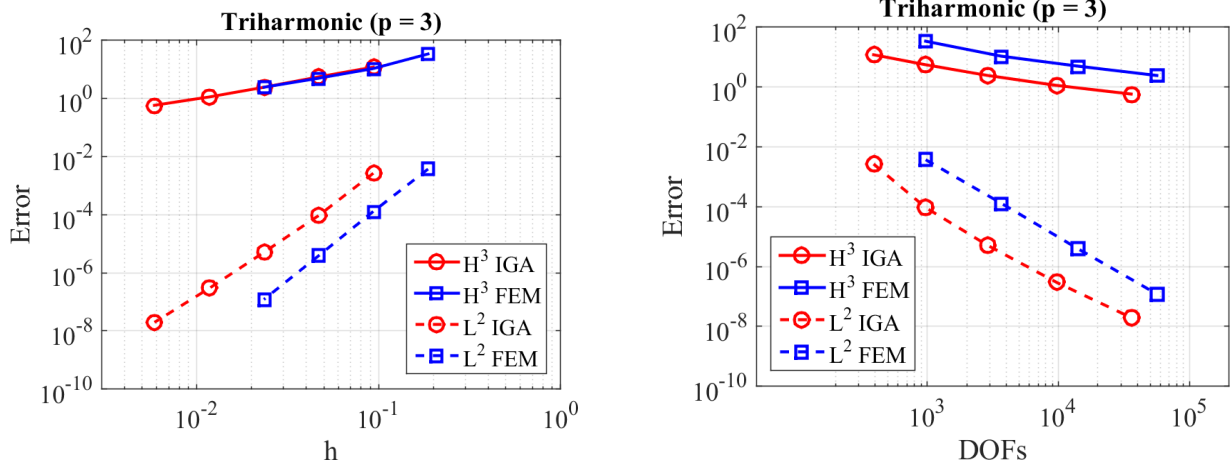 Triharmonic (p = 3)
10^2
10^0
10^-2
10^-4
10^-6
10^-8
10^-10
Error
H^3 IGA
H^3 FEM
L^2 IGA
L^2 FEM
10^-2
10^-1
10^0
h
Triharmonic (p = 3)
10^2
10^0
10^-2
10^-4
10^-6
10^-8
10^-10
Error
H^3 IGA
H^3 FEM
L^2 IGA
L^2 FEM
10^3
10^4
10^5
DOFs